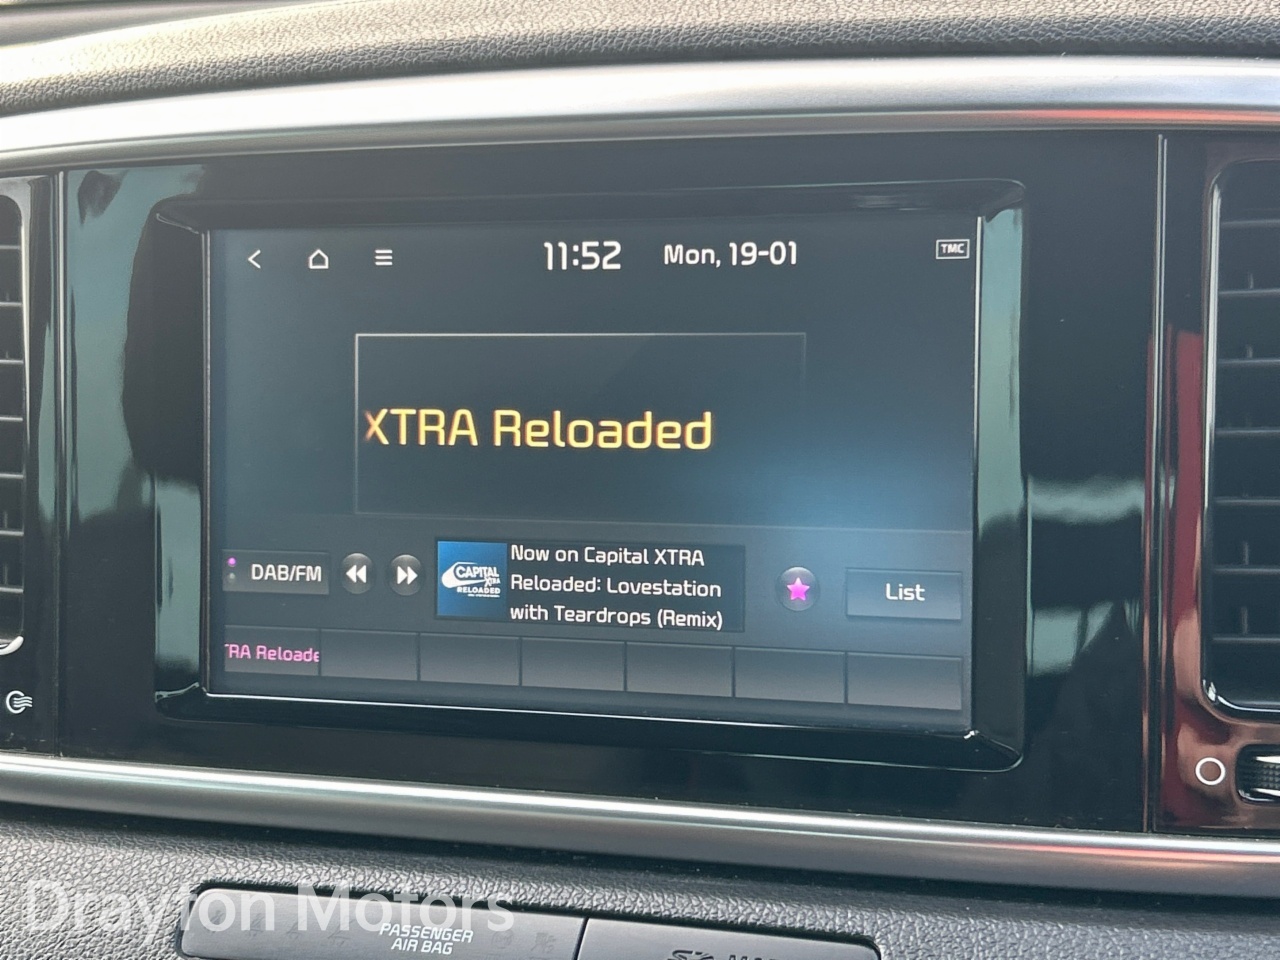 11:52 Mon, 19-01 TMC
XTRA Reloaded
DAB/FM
CAPITAL
XTRA
RELOADED
Now on Capital XTRA
Reloaded: Lovestation
with Teardrops (Remix)
List
RA Reloade
Drayton Motors
PASSENGER
AIR BAG